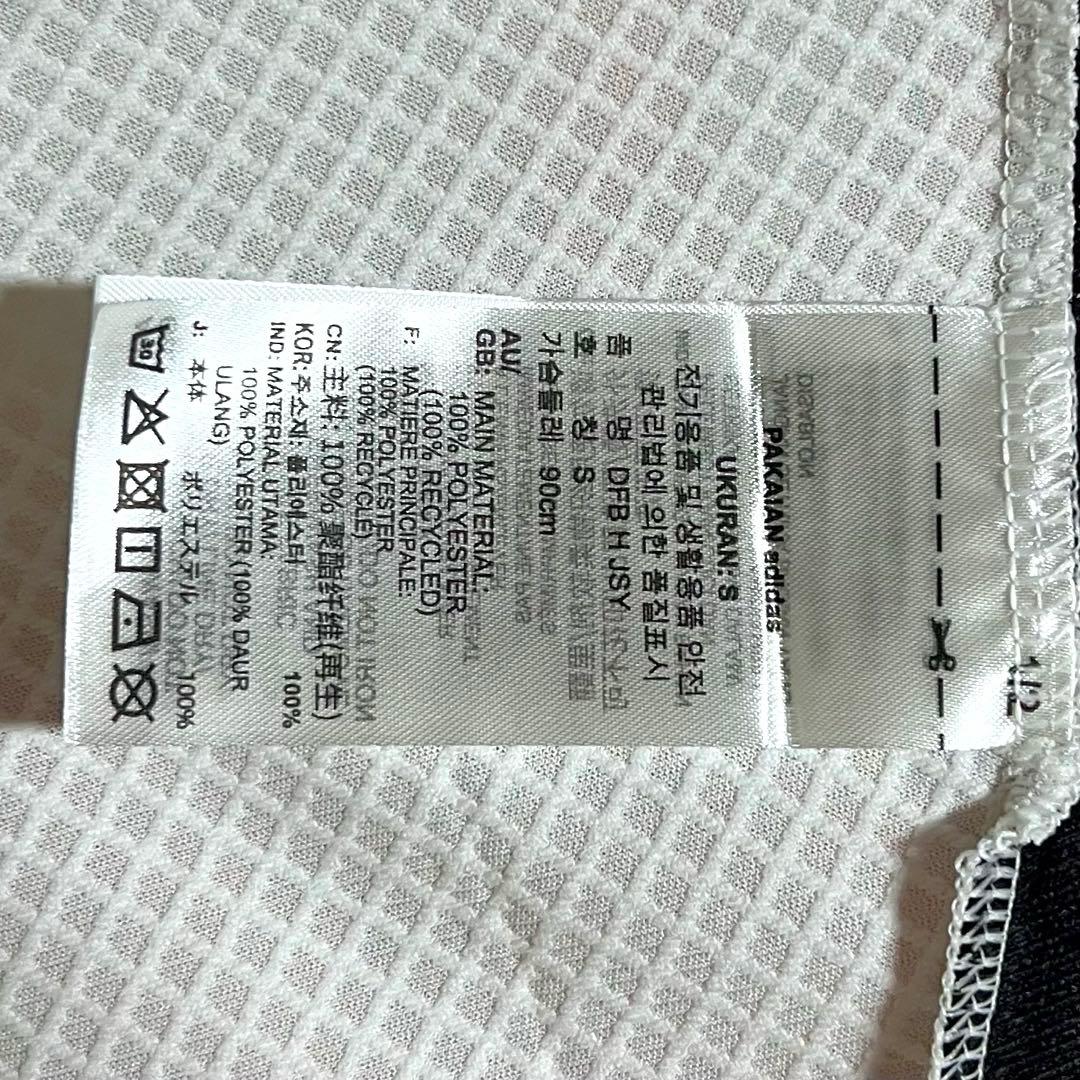 1/2
PAKAIAN adidas
UKURAN: S
전기용품 및 생활용품 안전
관리법에 의한 품질표시
품 명 DFB H JSY
호 칭 S
가슴둘레 90cm
AU/
GB: MAIN MATERIAL:
100% POLYESTER
(100% RECYCLED)
F: MATIERE PRINCIPALE:
100% POLYESTER
(100% RECYCLE)
CN: 主料: 100% 聚酯纤维(再生)
KOR: 주소재: 폴리에스터 100%
IND: MATERIAL UTAMA
100% POLYESTER (100% DAUR
ULANG)
J: 本体 ポリエステル 100%
30